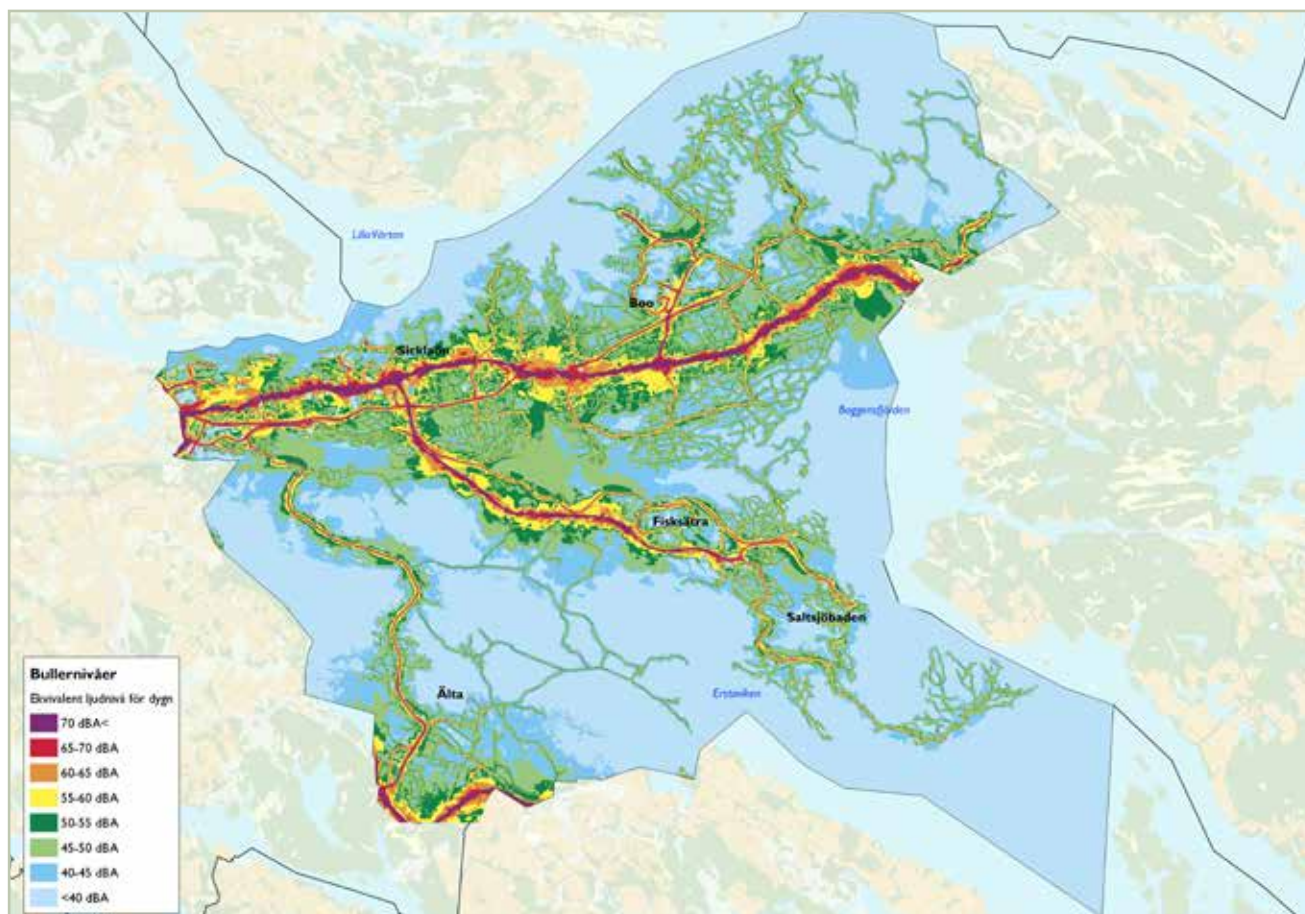 Lilla Värtan
Boo
Sicklaön
Baggensfjärden
Fisksätra
Saltsjöbaden
Älta
Erstaviken
Bullernivåer
Ekvivalent ljudnivå för dygn
70 dBA<
65-70 dBA
60-65 dBA
55-60 dBA
50-55 dBA
45-50 dBA
40-45 dBA
<40 dBA